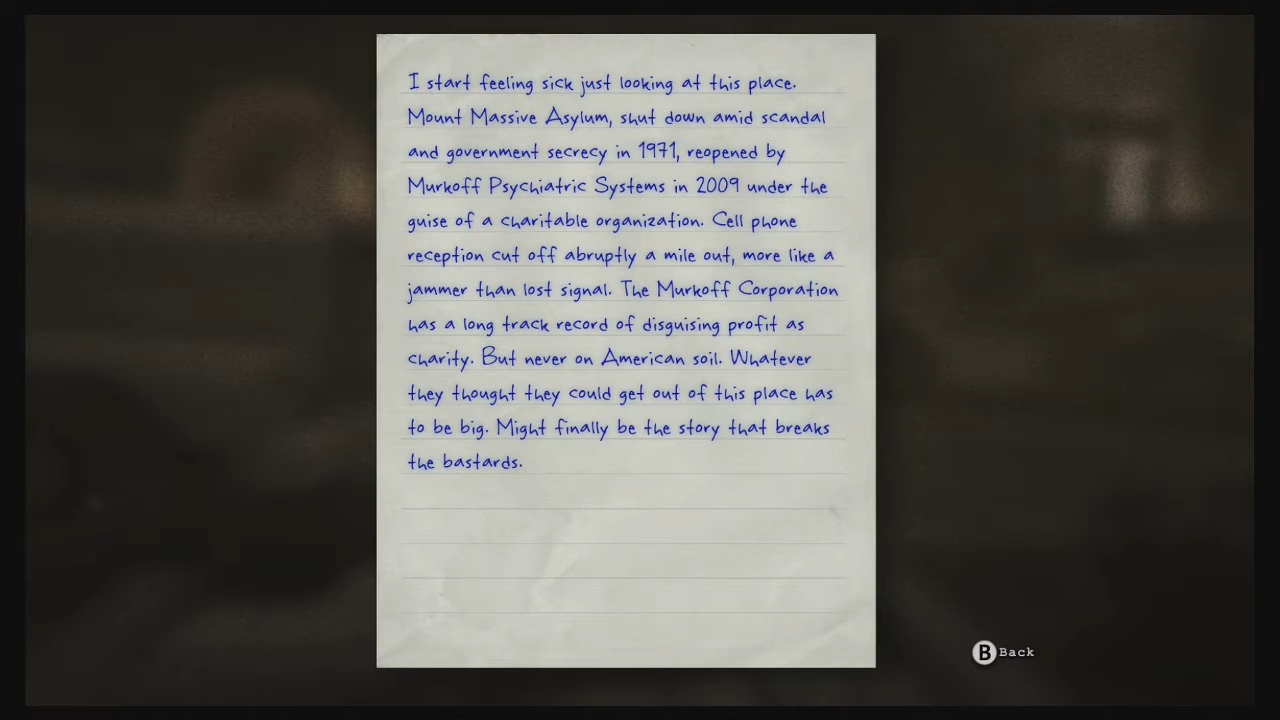 I start feeling sick just looking at this place.
Mount Massive Asylum, shut down amid scandal
and government secrecy in 1971, reopened by
Murkoff Psychiatric Systems in 2009 under the
guise of a charitable organization. Cell phone
reception cut off abruptly a mile out, more like a
jammer than lost signal. The Murkoff Corporation
has a long track record of disguising profit as
charity. But never on American soil. Whatever
they thought they could get out of this place has
to be big. Might finally be the story that breaks
the bastards.
B Back